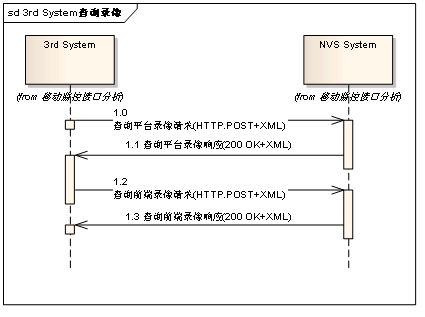 sd 3rd System查询录像
3rd System
NVS System
(from 移动监控接口分析)
(from 移动监控接口分析)
1.0
查询平台录像请求(HTTP.POST+XML)
1.1 查询平台录像响应(200 OK+XML)
1.2
查询前端录像请求(HTTP.POST+XML)
1.3 查询前端录像响应(200 OK+XML)